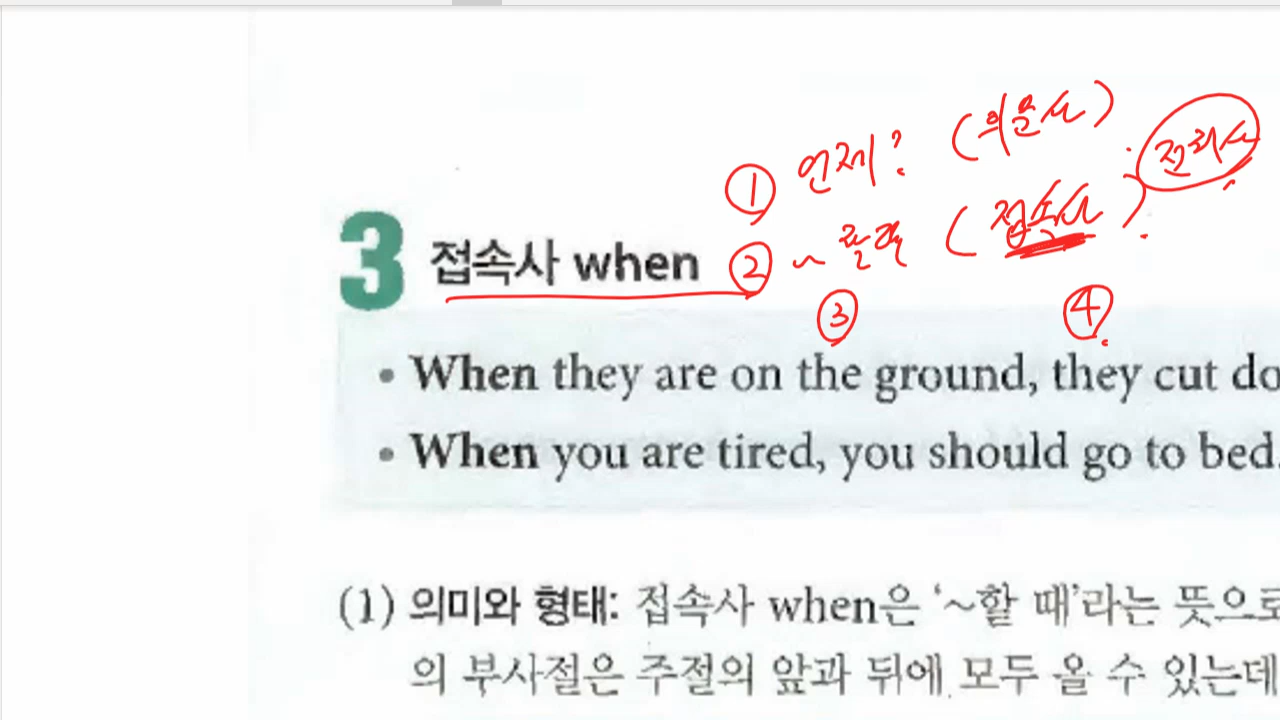 ① 언제? (의문사)
② ~ 할 때 (접속사) 전치사
3 접속사 when
③ ④
• When they are on the ground, they cut do
• When you are tired, you should go to bed.
(1) 의미와 형태: 접속사 when은 ‘~할 때’라는 뜻으로
의 부사절은 주절의 앞과 뒤에 모두 올 수 있는데